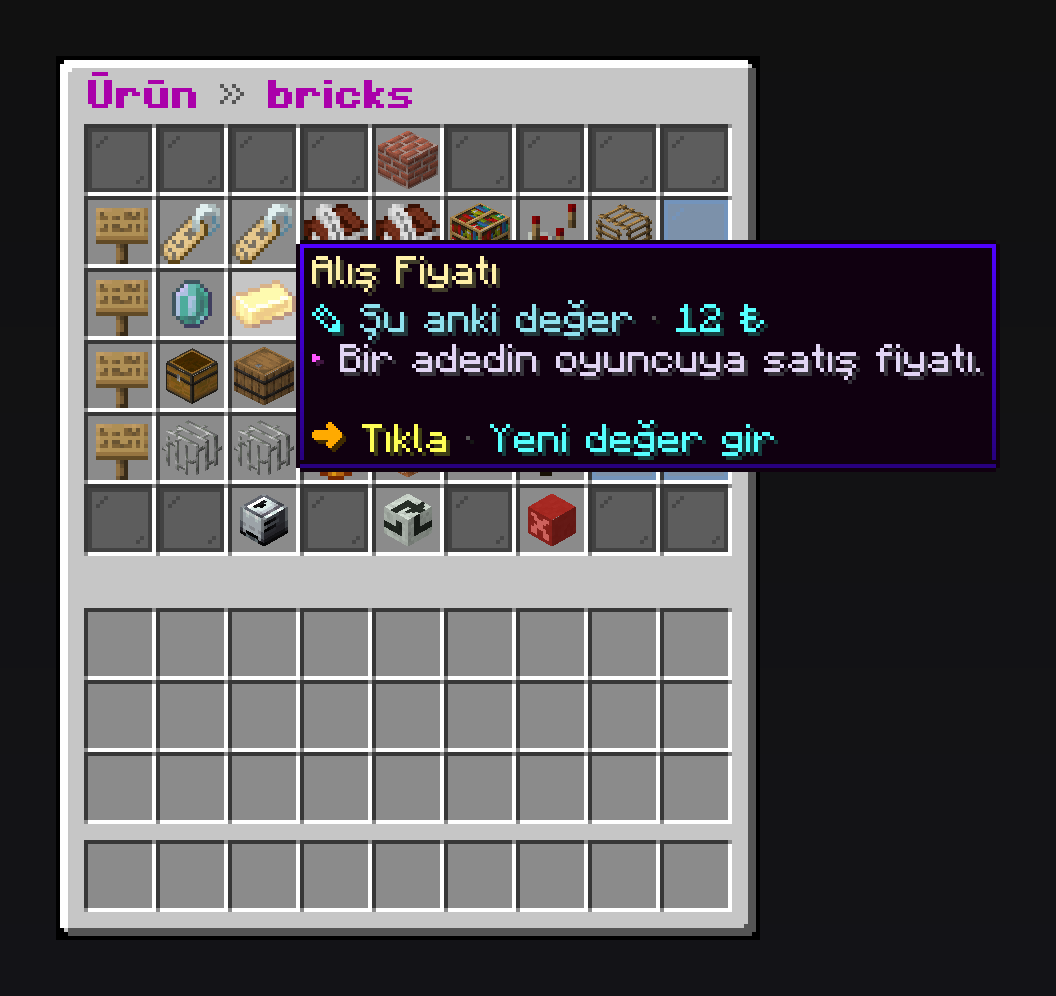 Ürün » bricks
Alış Fiyatı
✎ Şu anki değer · 12 ₺
‣ Bir adedin oyuncuya satış fiyatı.
➡ Tıkla · Yeni değer gir